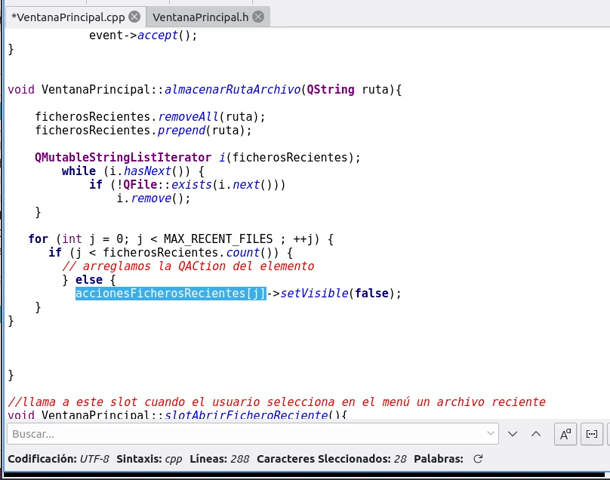 *VentanaPrincipal.cpp VentanaPrincipal.h
event->accept();
}
void VentanaPrincipal::almacenarRutaArchivo(QString ruta){
ficherosRecientes.removeAll(ruta);
ficherosRecientes.prepend(ruta);
QMutableStringListIterator i(ficherosRecientes);
while (i.hasNext()) {
if (!QFile::exists(i.next()))
i.remove();
}
for (int j = 0; j < MAX_RECENT_FILES ; ++j) {
if (j < ficherosRecientes.count()) {
// arreglamos la QACtion del elemento
} else {
accionesFicherosRecientes[j]->setVisible(false);
}
}
}
//llama a este slot cuando el usuario selecciona en el menú un archivo reciente
void VentanaPrincipal::slotAbrirFicheroReciente(){
Buscar...
Codificación: UTF-8 Sintaxis: cpp Líneas: 288 Caracteres Sleccionados: 28 Palabras: